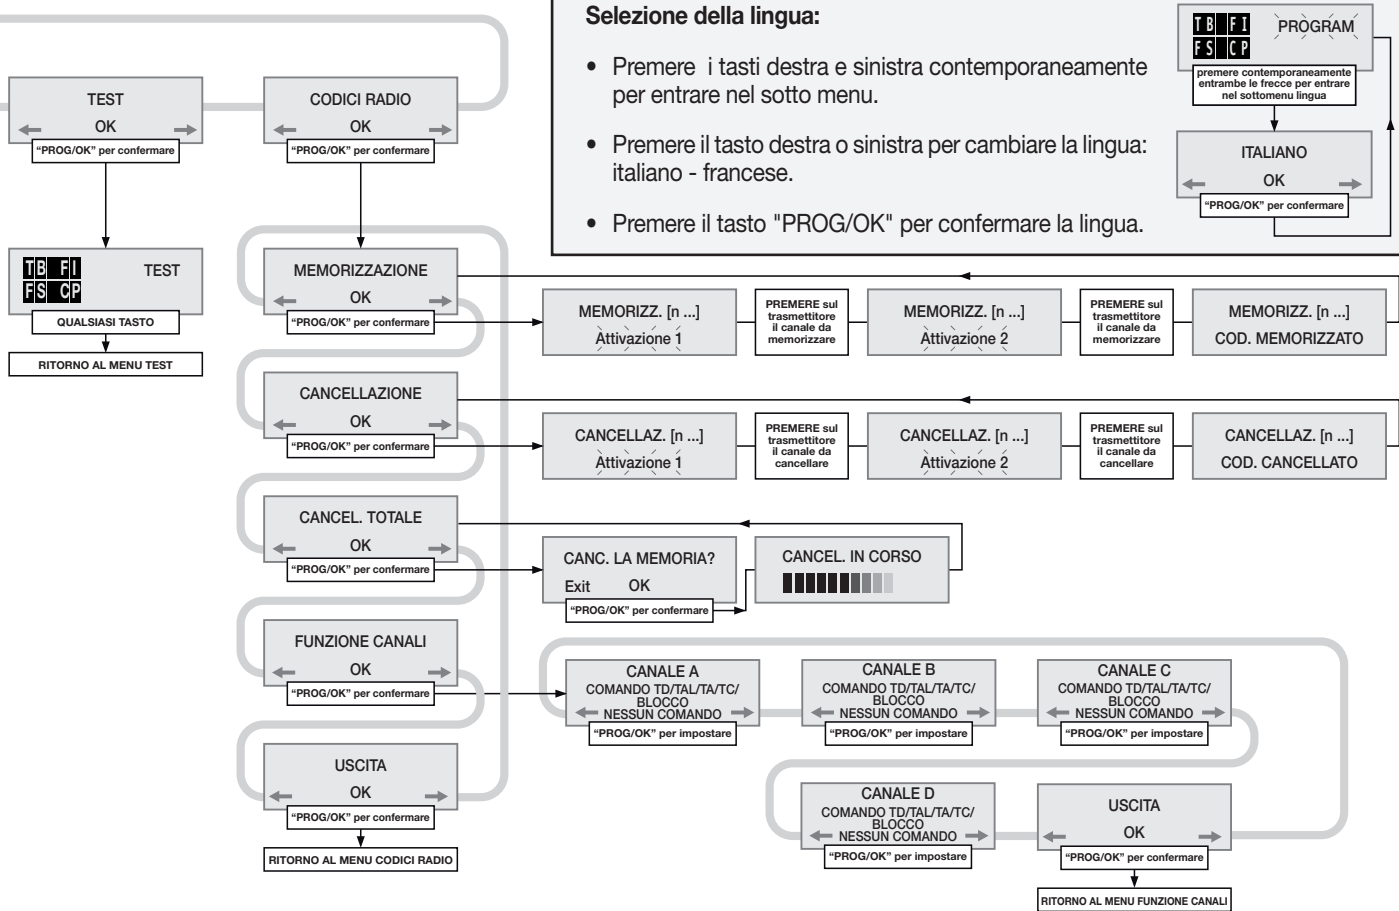 Selezione della lingua:
• Premere i tasti destra e sinistra contemporaneamente
per entrare nel sotto menu.
• Premere il tasto destra o sinistra per cambiare la lingua:
italiano - francese.
• Premere il tasto "PROG/OK" per confermare la lingua.
TB FI
FS CP
PROGRAM
premere contemporaneamente
entrambe le frecce per entrare
nel sottomenu lingua
ITALIANO
OK
"PROG/OK" per confermare
TEST
OK
"PROG/OK" per confermare
TB FI
FS CP
TEST
QUALSIASI TASTO
RITORNO AL MENU TEST
CODICI RADIO
OK
"PROG/OK" per confermare
MEMORIZZAZIONE
OK
"PROG/OK" per confermare
MEMORIZZ. [n ...]
Attivazione 1
PREMERE sul
trasmettitore
il canale da
memorizzare
MEMORIZZ. [n ...]
Attivazione 2
PREMERE sul
trasmettitore
il canale da
memorizzare
MEMORIZZ. [n ...]
COD. MEMORIZZATO
CANCELLAZIONE
OK
"PROG/OK" per confermare
CANCELLAZ. [n ...]
Attivazione 1
PREMERE sul
trasmettitore
il canale da
cancellare
CANCELLAZ. [n ...]
Attivazione 2
PREMERE sul
trasmettitore
il canale da
cancellare
CANCELLAZ. [n ...]
COD. CANCELLATO
CANCEL. TOTALE
OK
"PROG/OK" per confermare
CANC. LA MEMORIA?
Exit OK
"PROG/OK" per confermare
CANCEL. IN CORSO
FUNZIONE CANALI
OK
"PROG/OK" per confermare
CANALE A
COMANDO TD/TAL/TA/TC/
BLOCCO
NESSUN COMANDO
"PROG/OK" per impostare
CANALE B
COMANDO TD/TAL/TA/TC/
BLOCCO
NESSUN COMANDO
"PROG/OK" per impostare
CANALE C
COMANDO TD/TAL/TA/TC/
BLOCCO
NESSUN COMANDO
"PROG/OK" per impostare
CANALE D
COMANDO TD/TAL/TA/TC/
BLOCCO
NESSUN COMANDO
"PROG/OK" per impostare
USCITA
OK
"PROG/OK" per confermare
RITORNO AL MENU FUNZIONE CANALI
USCITA
OK
"PROG/OK" per confermare
RITORNO AL MENU CODICI RADIO